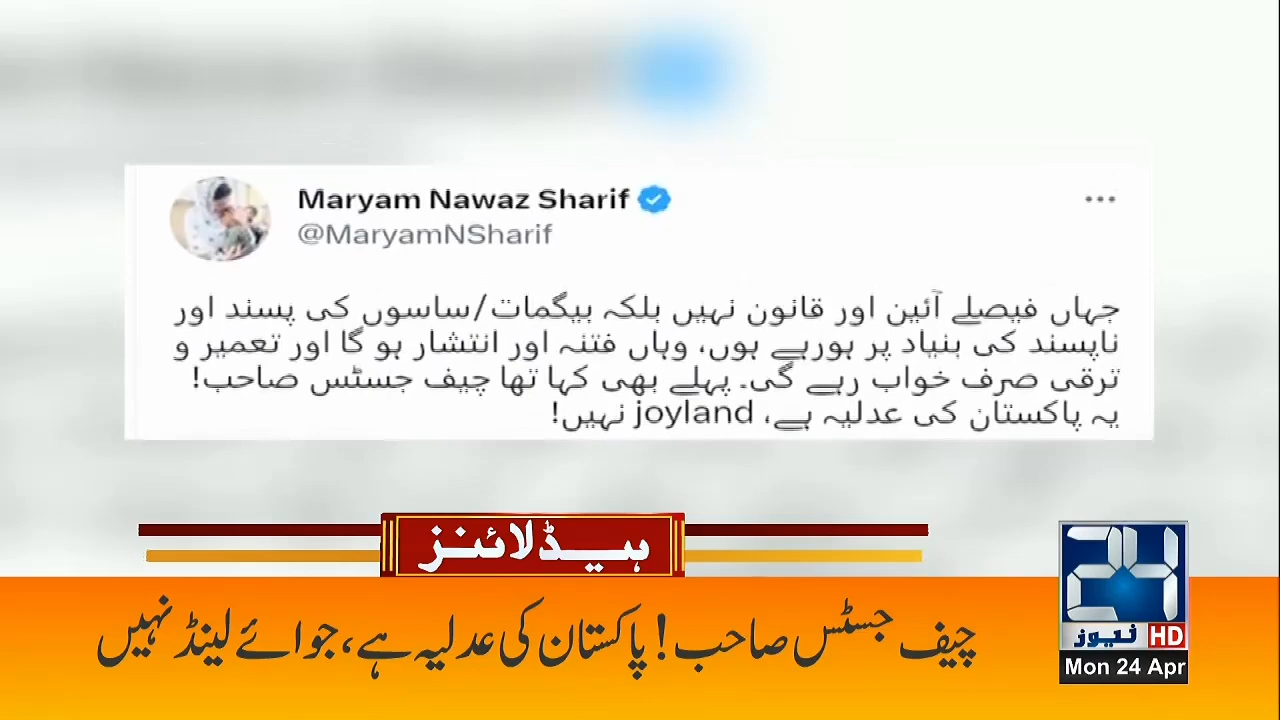 Maryam Nawaz Sharif
@MaryamNSharif
جہاں فیصلے آئین اور قانون نہیں بلکہ بیگمات/ساسوں کی پسند اور
ناپسند کی بنیاد پر ہورہے ہوں، وہاں فتنہ اور انتشار ہو گا اور تعمیر و
ترقی صرف خواب رہے گی۔ پہلے بھی کہا تھا چیف جسٹس صاحب!
یہ پاکستان کی عدلیہ ہے، joyland نہیں!
ہیڈلائنز
چیف جسٹس صاحب! پاکستان کی عدلیہ ہے، جوائے لینڈ نہیں
24
نیوز HD
Mon 24 Apr